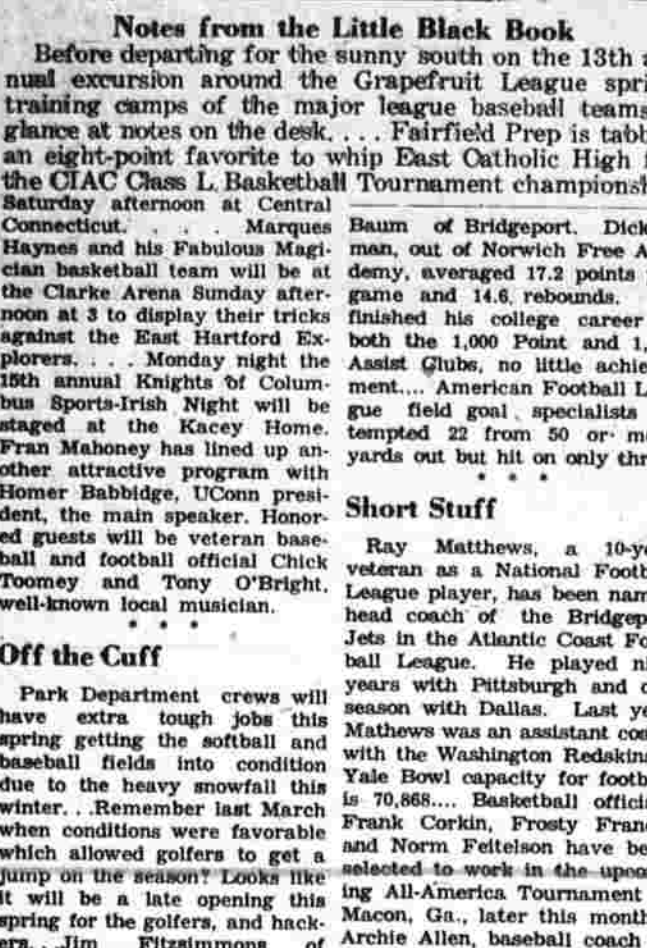 Notes from the Little Black Book
Before departing for the sunny south on the 13th
nual excursion around the Grapefruit League spri
training camps of the major league baseball teams
glance at notes on the desk. . . . Fairfield Prep is tabb
an eight-point favorite to whip East Catholic High
the CIAC Class L Basketball Tournament championsh
Saturday afternoon at Central
Connecticut. . . . Marques
Haynes and his Fabulous Magi-
cian basketball team will be at
the Clarke Arena Sunday after-
noon at 3 to display their tricks
against the East Hartford Ex-
plorers. . . . Monday night the
15th annual Knights of Colum-
bus Sports-Irish Night will be
staged at the Kacey Home.
Fran Mahoney has lined up an-
other attractive program with
Homer Babbidge, UConn presi-
dent, the main speaker. Honor-
ed guests will be veteran base-
ball and football official Chick
Toomey and Tony O'Bright,
well-known local musician.
* * *
Off the Cuff
Park Department crews will
have extra tough jobs this
spring getting the softball and
baseball fields into condition
due to the heavy snowfall this
winter. . .Remember last March
when conditions were favorable
which allowed golfers to get a
jump on the season? Looks like
it will be a late opening this
spring for the golfers, and hack-
ers. . .Jim Fitzsimmons of
Baum of Bridgeport. Dick
man, out of Norwich Free A
demy, averaged 17.2 points
game and 14.6 rebounds.
finished his college career
both the 1,000 Point and 1,
Assist Clubs, no little achie
ment.... American Football L
gue field goal specialists
tempted 22 from 50 or m
yards out but hit on only thr
* * *
Short Stuff
Ray Matthews, a 10-ye
veteran as a National Footb
League player, has been nam
head coach of the Bridgep
Jets in the Atlantic Coast Fo
ball League. He played ni
years with Pittsburgh and o
season with Dallas. Last ye
Mathews was an assistant coa
with the Washington Redskins
Yale Bowl capacity for footb
is 70,868.... Basketball offici
Frank Corkin, Frosty Fran
and Norm Feitelson have be
selected to work in the upco
ing All-America Tournament
Macon, Ga., later this month
Archie Allen, baseball coach